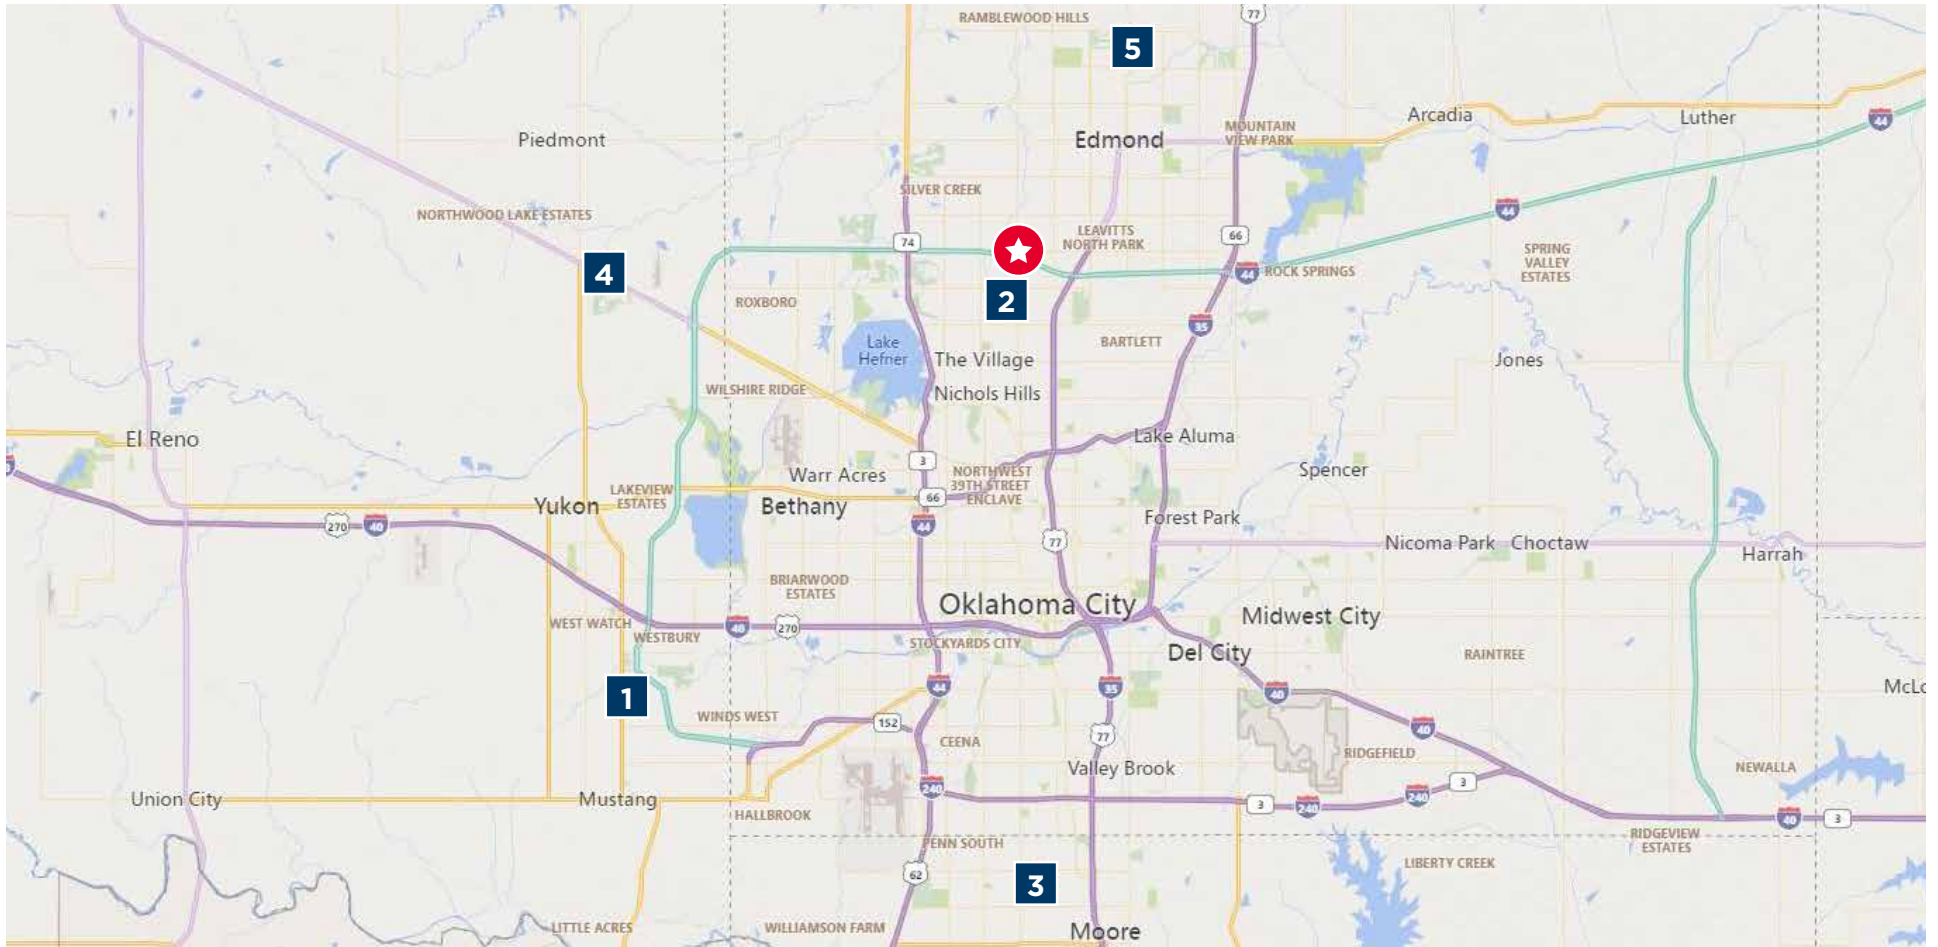 RAMBLEWOOD HILLS
77
5
Arcadia
Luther
44
Piedmont
Edmond
MOUNTAIN
VIEW PARK
SILVER CREEK
NORTHWOOD LAKE ESTATES
44
74
LEAVITTS
NORTH PARK
66
SPRING
VALLEY
ESTATES
4
44
ROCK SPRINGS
ROXBORO
2
35
Lake
Hefner
The Village
BARTLETT
Jones
WILSHIRE RIDGE
Nichols Hills
El Reno
Lake Aluma
3
Warr Acres
NORTHWEST
39TH STREET
ENCLAVE
Spencer
LAKEVIEW
ESTATES
66
Yukon
Bethany
Forest Park
270
40
44
77
Nicoma Park
Choctaw
Harrah
BRIARWOOD
ESTATES
Oklahoma City
Midwest City
WEST WATCH
WESTBURY
40
270
STOCKYARDS CITY
Del City
RAINTREE
1
44
35
40
McLo
WINDS WEST
152
77
40
CEENA
RIDGEFIELD
Valley Brook
NEWALLA
240
3
Union City
Mustang
3
240
240
HALLBROOK
40
3
PENN SOUTH
RIDGEVIEW
ESTATES
62
3
LIBERTY CREEK
LITTLE ACRES
WILLIAMSON FARM
Moore